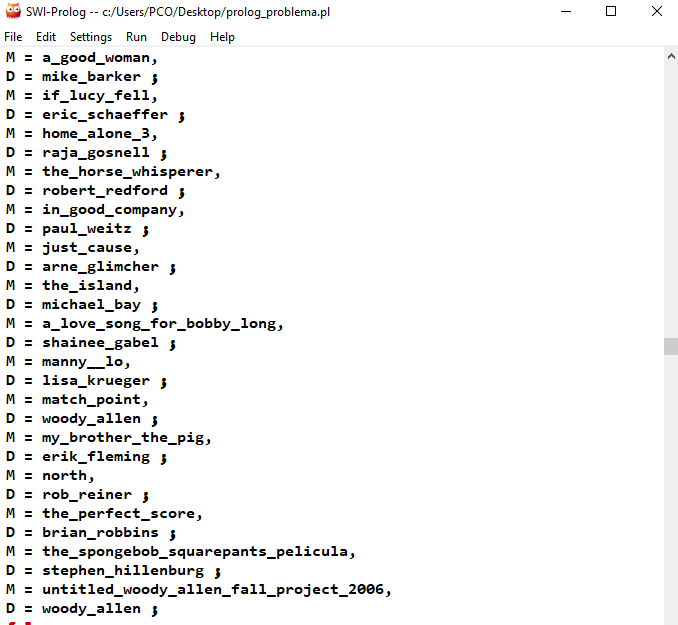 SWI-Prolog -- c:/Users/PCO/Desktop/prolog_problema.pl
File Edit Settings Run Debug Help
M = a_good_woman,
D = mike_barker ;
M = if_lucy_fell,
D = eric_schaeffer ;
M = home_alone_3,
D = raja_gosnell ;
M = the_horse_whisperer,
D = robert_redford ;
M = in_good_company,
D = paul_weitz ;
M = just_cause,
D = arne_glimcher ;
M = the_island,
D = michael_bay ;
M = a_love_song_for_bobby_long,
D = shainee_gabel ;
M = manny__lo,
D = lisa_krueger ;
M = match_point,
D = woody_allen ;
M = my_brother_the_pig,
D = erik_fleming ;
M = north,
D = rob_reiner ;
M = the_perfect_score,
D = brian_robbins ;
M = the_spongebob_squarepants_pelicula,
D = stephen_hillenburg ;
M = untitled_woody_allen_fall_project_2006,
D = woody_allen ;